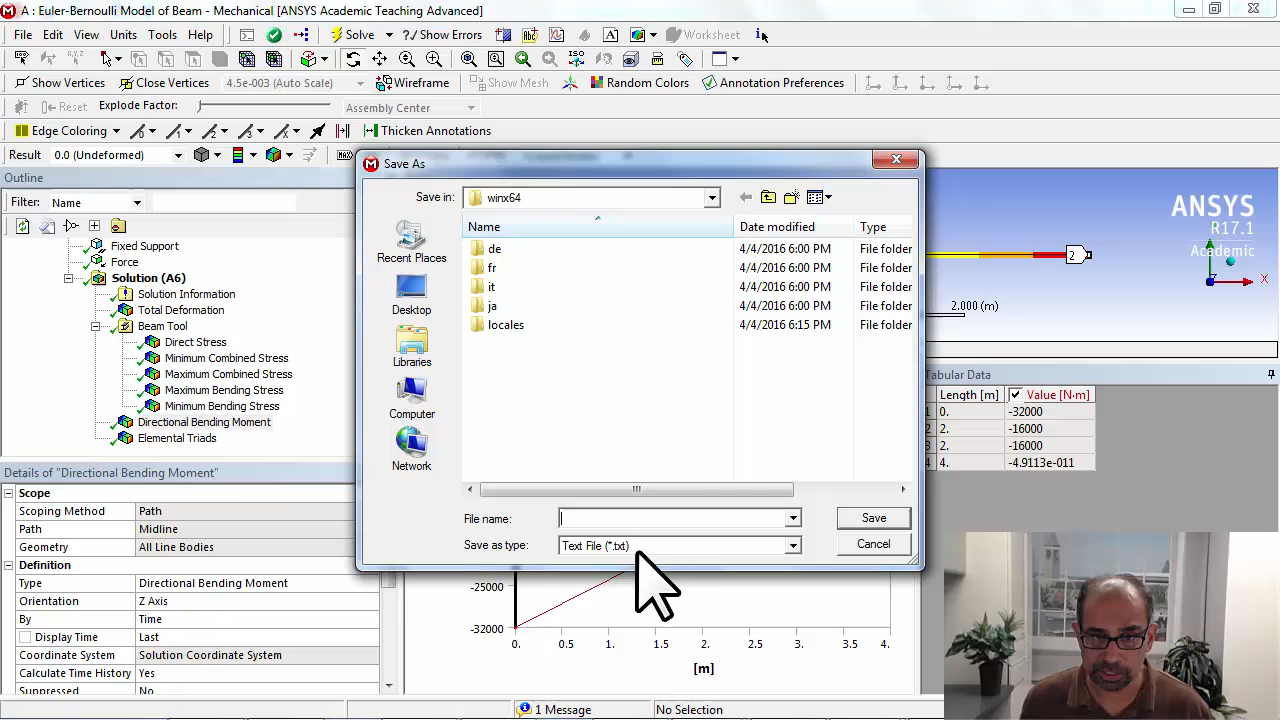 A : Euler-Bernoulli Model of Beam - Mechanical [ANSYS Academic Teaching Advanced]
File Edit View Units Tools Help Solve ?/ Show Errors Worksheet
Show Vertices Close Vertices 4.5e-003 (Auto Scale) Wireframe Show Mesh Random Colors Annotation Preferences
Reset Explode Factor: Assembly Center
Edge Coloring Thicken Annotations
Result 0.0 (Undeformed)
Outline
Filter: Name
Fixed Support
Force
Solution (A6)
Solution Information
Total Deformation
Beam Tool
Direct Stress
Minimum Combined Stress
Maximum Combined Stress
Maximum Bending Stress
Minimum Bending Stress
Directional Bending Moment
Elemental Triads
Details of "Directional Bending Moment"
Scope
Scoping Method Path
Path Midline
Geometry All Line Bodies
Definition
Type Directional Bending Moment
Orientation Z Axis
By Time
Display Time Last
Coordinate System Solution Coordinate System
Calculate Time History Yes
Suppressed No
Save As
Save in: winx64
Recent Places
Desktop
Libraries
Computer
Network
Name Date modified Type
de 4/4/2016 6:00 PM File folder
fr 4/4/2016 6:00 PM File folder
it 4/4/2016 6:00 PM File folder
ja 4/4/2016 6:00 PM File folder
locales 4/4/2016 6:15 PM File folder
File name: Save
Save as type: Text File (*.txt) Cancel
ANSYS
R17.1
Academic
2
2.000 (m)
X
Tabular Data
Length [m] Value [N·m]
1 0. -32000
2 2. -16000
3 2. -16000
4 4. -4.9113e-011
-25000
-32000
0. 0.5 1. 1.5 2. 2.5 3. 3.5 4.
[m]
1 Message No Selection